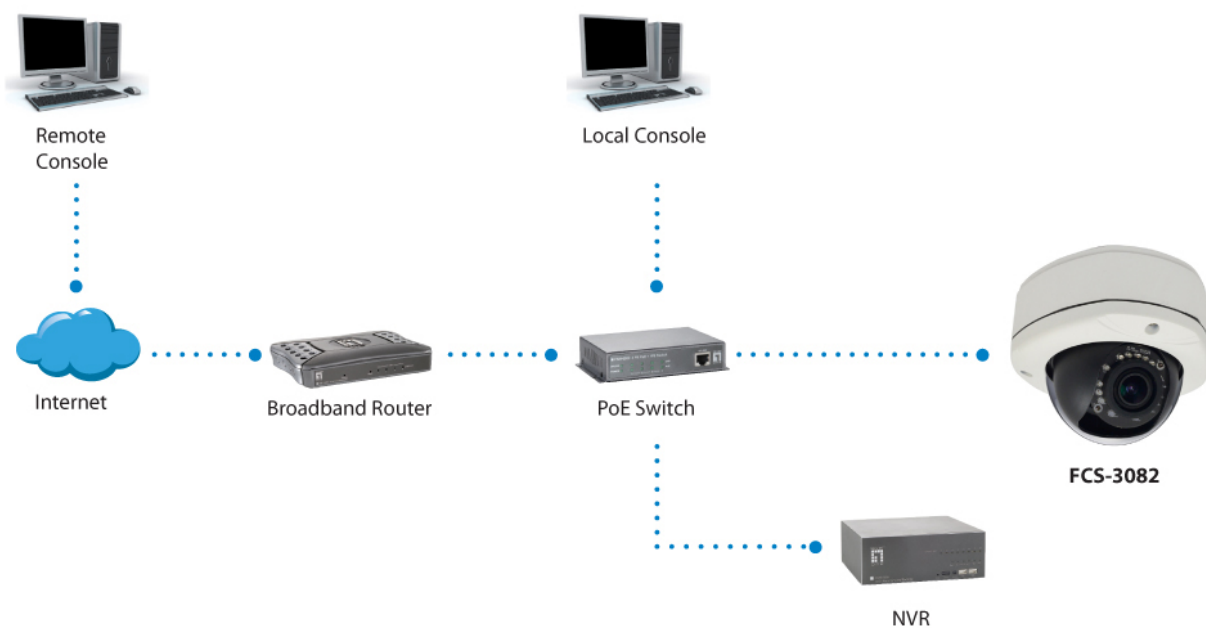 Remote
Console
Local Console
Internet
Broadband Router
PoE Switch
FCS-3082
NVR